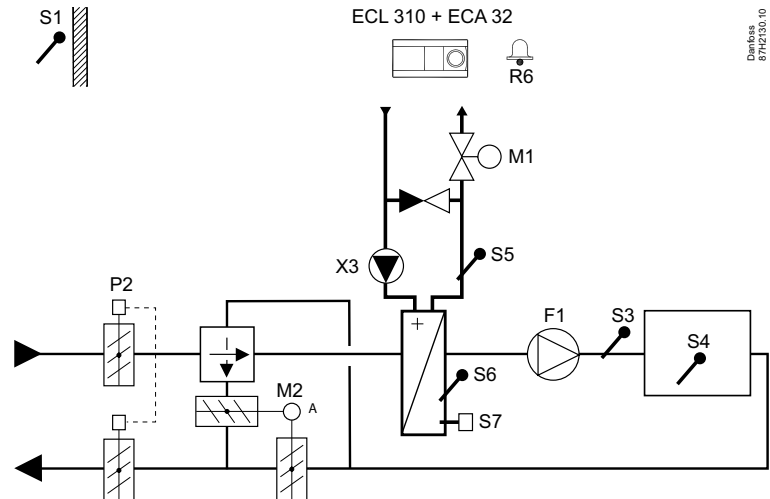 S1
ECL 310 + ECA 32
R6
Danfoss
87H2130.10
M1
S5
X3
P2
F1
S3
S4
M2
A
S6
S7